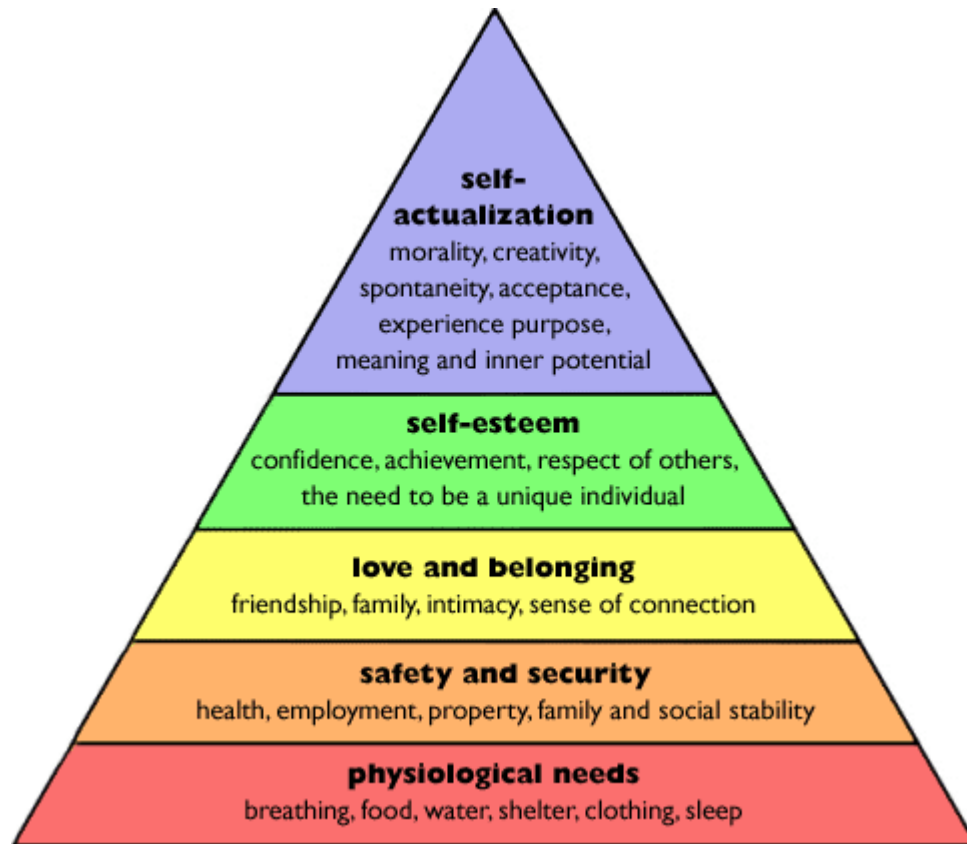 self-
actualization
morality, creativity,
spontaneity, acceptance,
experience purpose,
meaning and inner potential
self-esteem
confidence, achievement, respect of others,
the need to be a unique individual
love and belonging
friendship, family, intimacy, sense of connection
safety and security
health, employment, property, family and social stability
physiological needs
breathing, food, water, shelter, clothing, sleep